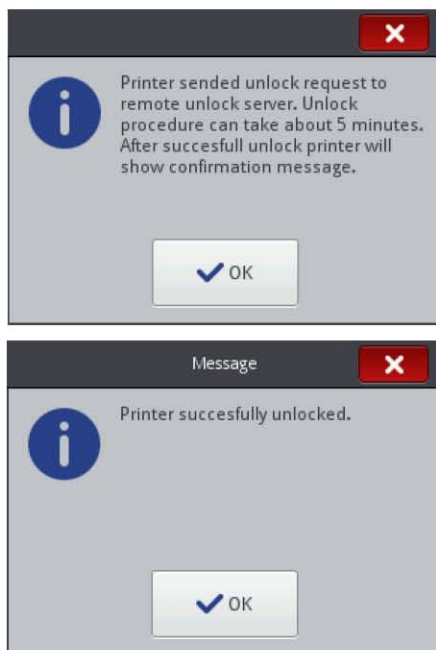 Printer sended unlock request to
remote unlock server. Unlock
procedure can take about 5 minutes.
After succesfull unlock printer will
show confirmation message.
OK
Message
Printer succesfully unlocked.
OK